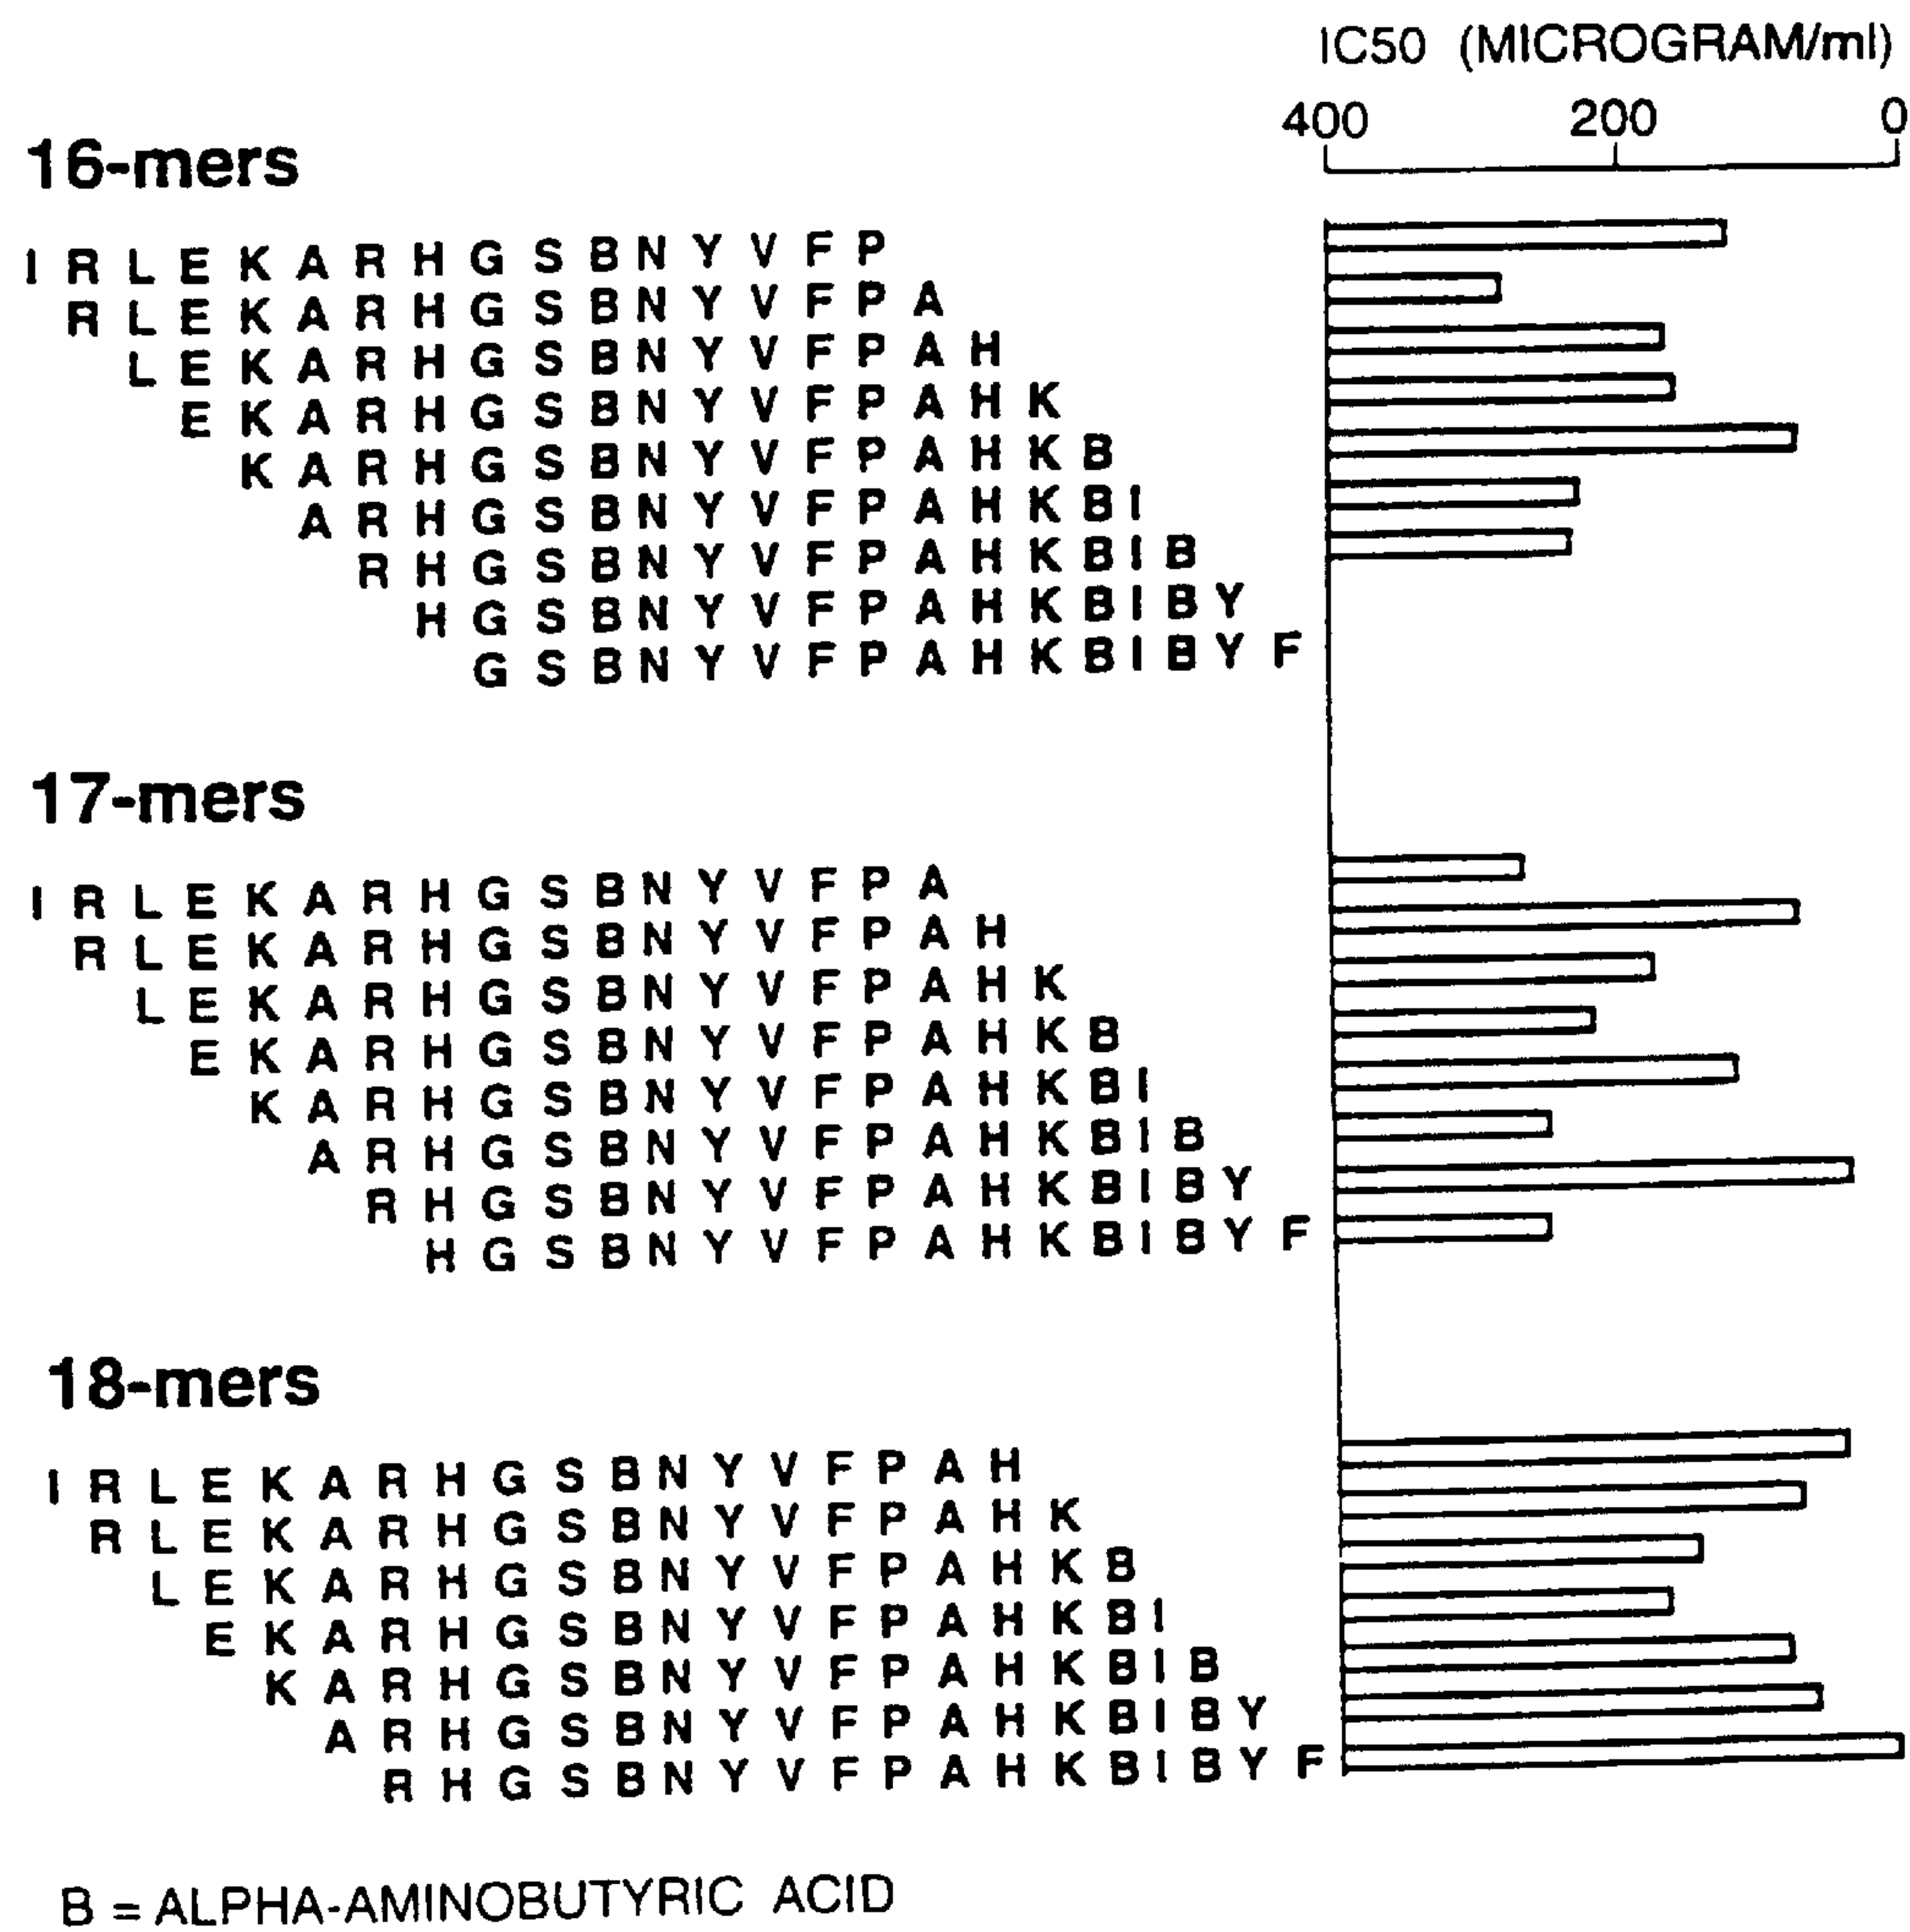 IC50 (MICROGRAM/ml)
400 200 0
16-mers
I R L E K A R H G S B N Y V F P
R L E K A R H G S B N Y V F P A
L E K A R H G S B N Y V F P A H
E K A R H G S B N Y V F P A H K
K A R H G S B N Y V F P A H K B
A R H G S B N Y V F P A H K B I
R H G S B N Y V F P A H K B I B
H G S B N Y V F P A H K B I B Y
G S B N Y V F P A H K B I B Y F
17-mers
I R L E K A R H G S B N Y V F P A
R L E K A R H G S B N Y V F P A H
L E K A R H G S B N Y V F P A H K
E K A R H G S B N Y V F P A H K B
K A R H G S B N Y V F P A H K B I
A R H G S B N Y V F P A H K B I B
R H G S B N Y V F P A H K B I B Y
H G S B N Y V F P A H K B I B Y F
18-mers
I R L E K A R H G S B N Y V F P A H
R L E K A R H G S B N Y V F P A H K
L E K A R H G S B N Y V F P A H K B
E K A R H G S B N Y V F P A H K B I
K A R H G S B N Y V F P A H K B I B
A R H G S B N Y V F P A H K B I B Y
R H G S B N Y V F P A H K B I B Y F
B = ALPHA-AMINOBUTYRIC ACID